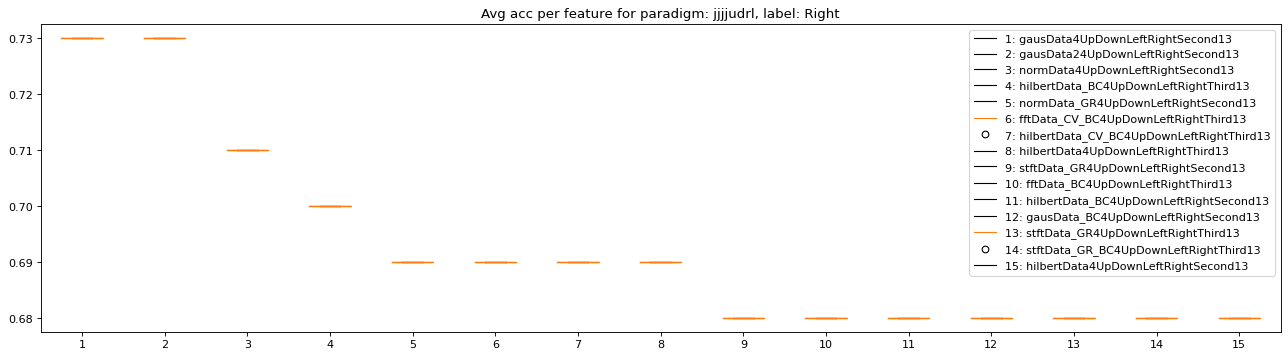 Avg acc per feature for paradigm: jjjjudrl, label: Right
0.73
0.72
0.71
0.70
0.69
0.68
1 2 3 4 5 6 7 8 9 10 11 12 13 14 15
1: gausData4UpDownLeftRightSecond13
2: gausData24UpDownLeftRightSecond13
3: normData4UpDownLeftRightSecond13
4: hilbertData_BC4UpDownLeftRightThird13
5: normData_GR4UpDownLeftRightSecond13
6: fftData_CV_BC4UpDownLeftRightThird13
7: hilbertData_CV_BC4UpDownLeftRightThird13
8: hilbertData4UpDownLeftRightThird13
9: stftData_GR4UpDownLeftRightSecond13
10: fftData_BC4UpDownLeftRightThird13
11: hilbertData_BC4UpDownLeftRightSecond13
12: gausData_BC4UpDownLeftRightSecond13
13: stftData_GR4UpDownLeftRightThird13
14: stftData_GR_BC4UpDownLeftRightThird13
15: hilbertData4UpDownLeftRightSecond13